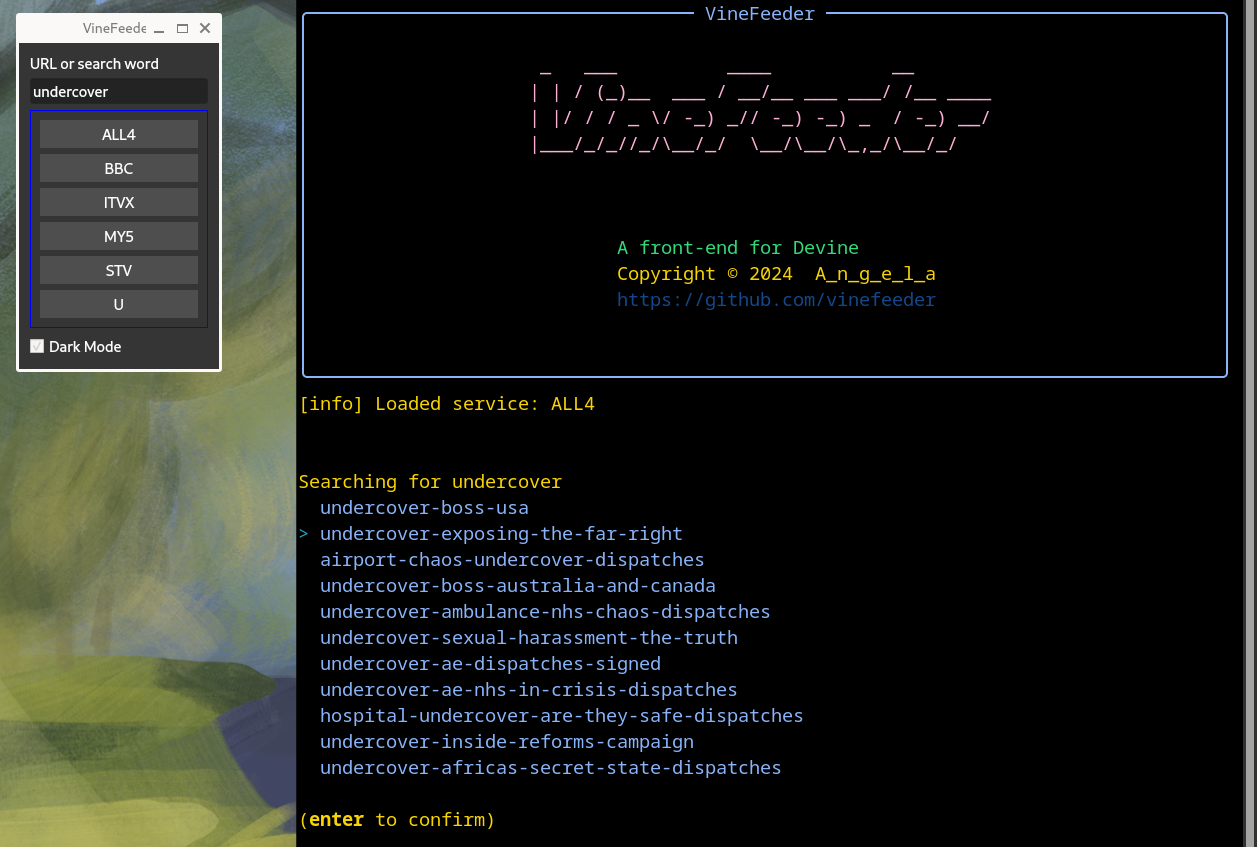 VineFeede
URL or search word
undercover
ALL4
BBC
ITVX
MY5
STV
U
Dark Mode
VineFeeder
 _   ___          ____           __
| | / (_)__  ___ / __/__ ___ ___/ /__ ____
| |/ / / _ \/ -_) _// -_) -_) _  / -_) __/
|___/_/_//_/\__/_/  \__/\__/\_,_/\__/_/
A front-end for Devine
Copyright © 2024  A_n_g_e_l_a
https://github.com/vinefeeder
[info] Loaded service: ALL4
Searching for undercover
undercover-boss-usa
> undercover-exposing-the-far-right
airport-chaos-undercover-dispatches
undercover-boss-australia-and-canada
undercover-ambulance-nhs-chaos-dispatches
undercover-sexual-harassment-the-truth
undercover-ae-dispatches-signed
undercover-ae-nhs-in-crisis-dispatches
hospital-undercover-are-they-safe-dispatches
undercover-inside-reforms-campaign
undercover-africas-secret-state-dispatches
(enter to confirm)